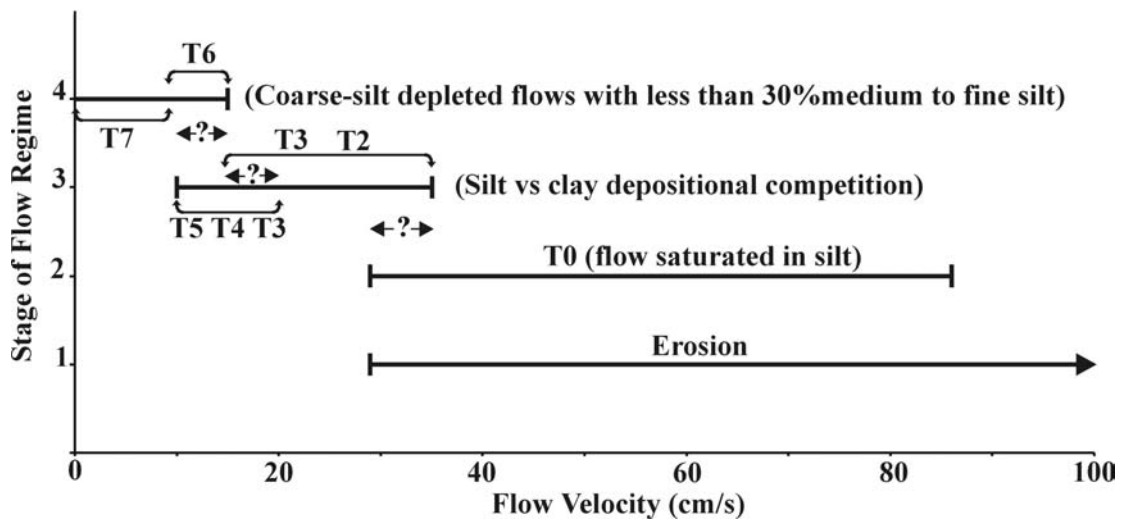 T6
4
(Coarse-silt depleted flows with less than 30%medium to fine silt)
T7
?
T3 T2
3
?
(Silt vs clay depositional competition)
T5 T4 T3
?
T0 (flow saturated in silt)
2
Erosion
1
Stage of Flow Regime
0 20 40 60 80 100
Flow Velocity (cm/s)